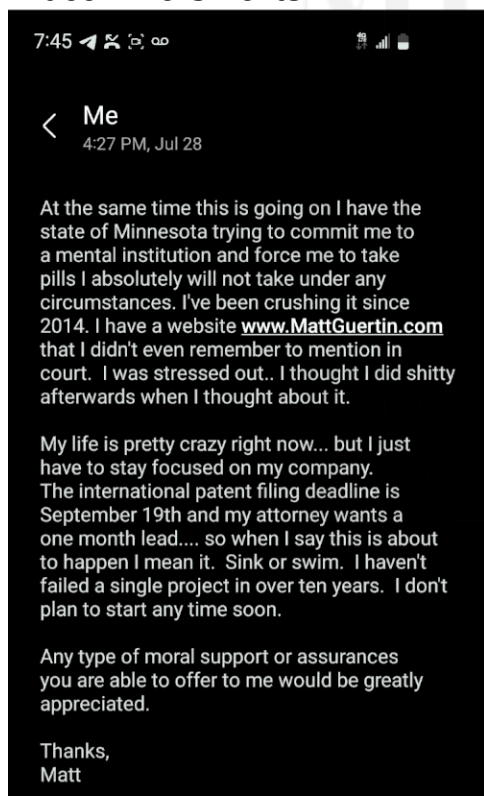 7:45
Me
4:27 PM, Jul 28
At the same time this is going on I have the
state of Minnesota trying to commit me to
a mental institution and force me to take
pills I absolutely will not take under any
circumstances. I've been crushing it since
2014. I have a website www.MattGuertin.com
that I didn't even remember to mention in
court.  I was stressed out.. I thought I did shitty
afterwards when I thought about it.
My life is pretty crazy right now... but I just
have to stay focused on my company.
The international patent filing deadline is
September 19th and my attorney wants a
one month lead.... so when I say this is about
to happen I mean it.  Sink or swim.  I haven't
failed a single project in over ten years.  I don't
plan to start any time soon.
Any type of moral support or assurances
you are able to offer to me would be greatly
appreciated.
Thanks,
Matt